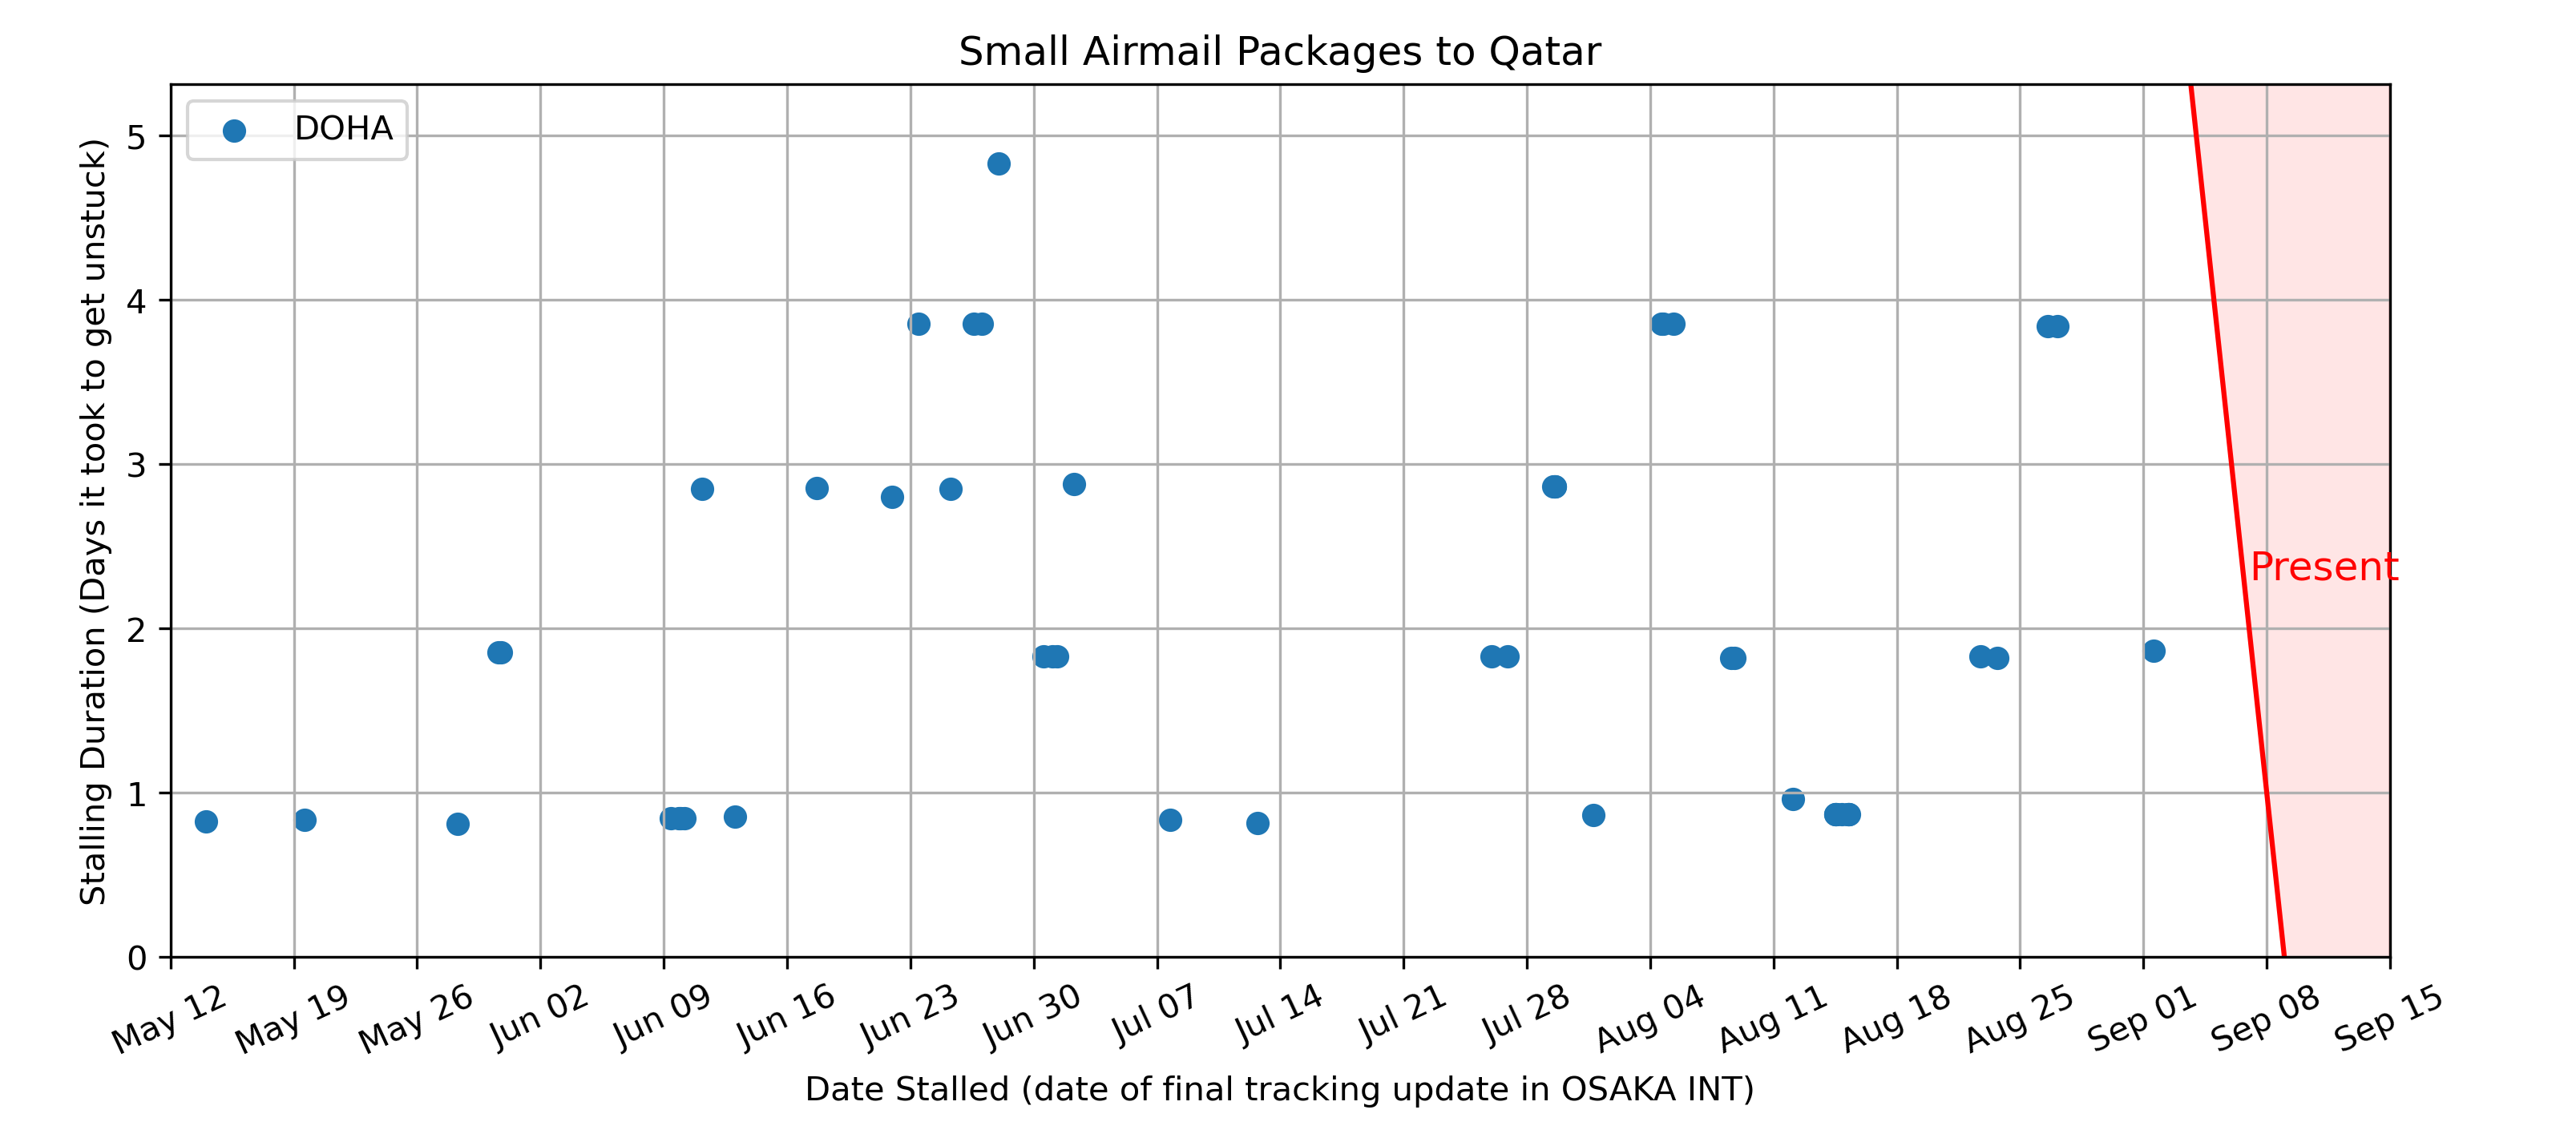 Small Airmail Packages to Qatar
DOHA
Stalling Duration (Days it took to get unstuck)
5
4
3
2
1
0
Present
May 12
May 19
May 26
Jun 02
Jun 09
Jun 16
Jun 23
Jun 30
Jul 07
Jul 14
Jul 21
Jul 28
Aug 04
Aug 11
Aug 18
Aug 25
Sep 01
Sep 08
Sep 15
Date Stalled (date of final tracking update in OSAKA INT)